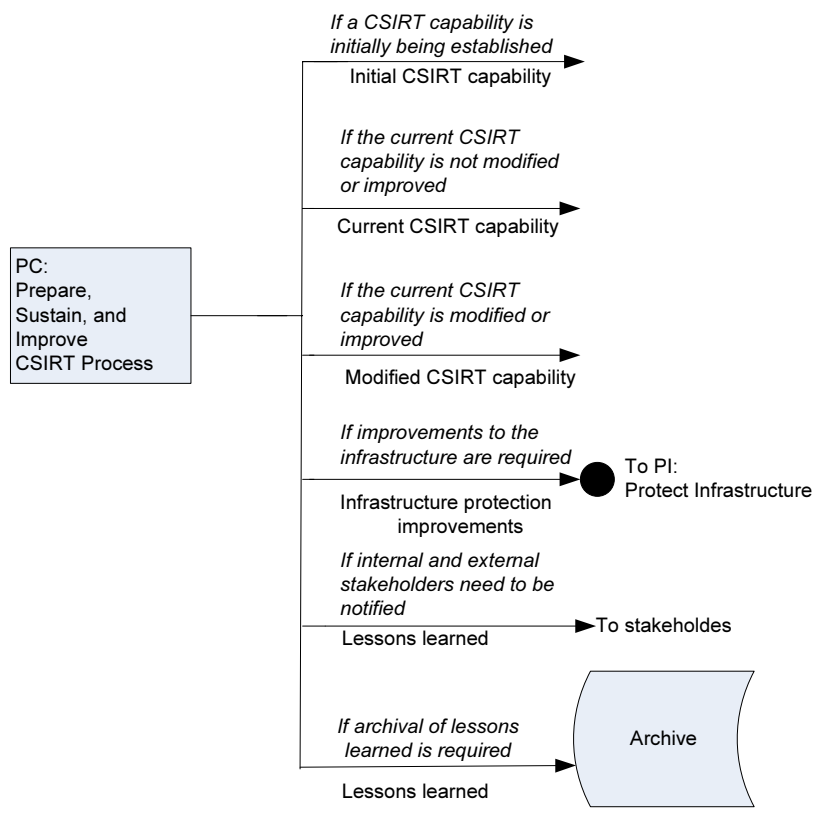 If a CSIRT capability is
initially being established
Initial CSIRT capability
If the current CSIRT
capability is not modified
or improved
Current CSIRT capability
PC:
Prepare,
Sustain, and
Improve
CSIRT Process
If the current CSIRT
capability is modified or
improved
Modified CSIRT capability
If improvements to the
infrastructure are required
To PI:
Protect Infrastructure
Infrastructure protection
improvements
If internal and external
stakeholders need to be
notified
To stakeholdes
Lessons learned
If archival of lessons
learned is required
Archive
Lessons learned